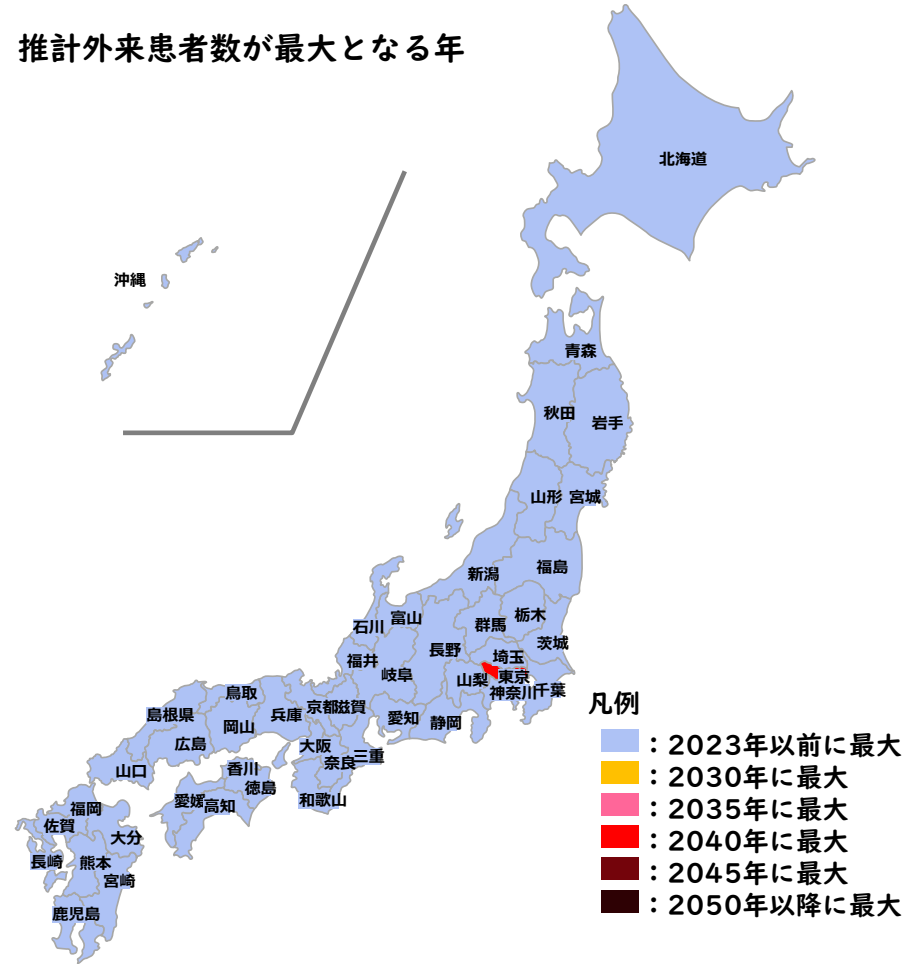 推計外来患者数が最大となる年
北海道
沖縄
青森
秋田
岩手
山形
宮城
新潟
福島
富山
石川
群馬
栃木
茨城
長野
福井
埼玉
岐阜
山梨
東京
神奈川
千葉
鳥取
京都
滋賀
島根県
兵庫
岡山
愛知
静岡
広島
大阪
三重
奈良
山口
香川
徳島
和歌山
愛媛
高知
福岡
佐賀
大分
長崎
熊本
宮崎
鹿児島
凡例
：2023年以前に最大
：2030年に最大
：2035年に最大
：2040年に最大
：2045年に最大
：2050年以降に最大